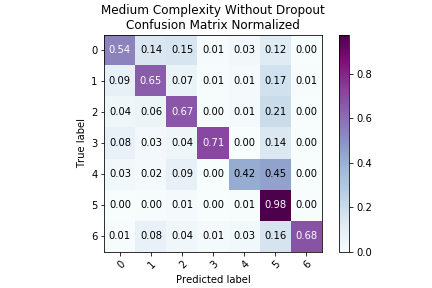 Medium Complexity Without Dropout
Confusion Matrix Normalized
0 0.54 0.14 0.15 0.01 0.03 0.12 0.00
1 0.09 0.65 0.07 0.01 0.01 0.17 0.01
2 0.04 0.06 0.67 0.00 0.01 0.21 0.00
3 0.08 0.03 0.04 0.71 0.00 0.14 0.00
4 0.03 0.02 0.09 0.00 0.42 0.45 0.00
5 0.00 0.00 0.01 0.00 0.01 0.98 0.00
6 0.01 0.08 0.04 0.01 0.03 0.16 0.68
True label
0 1 2 3 4 5 6
Predicted label
0.8
0.6
0.4
0.2
0.0